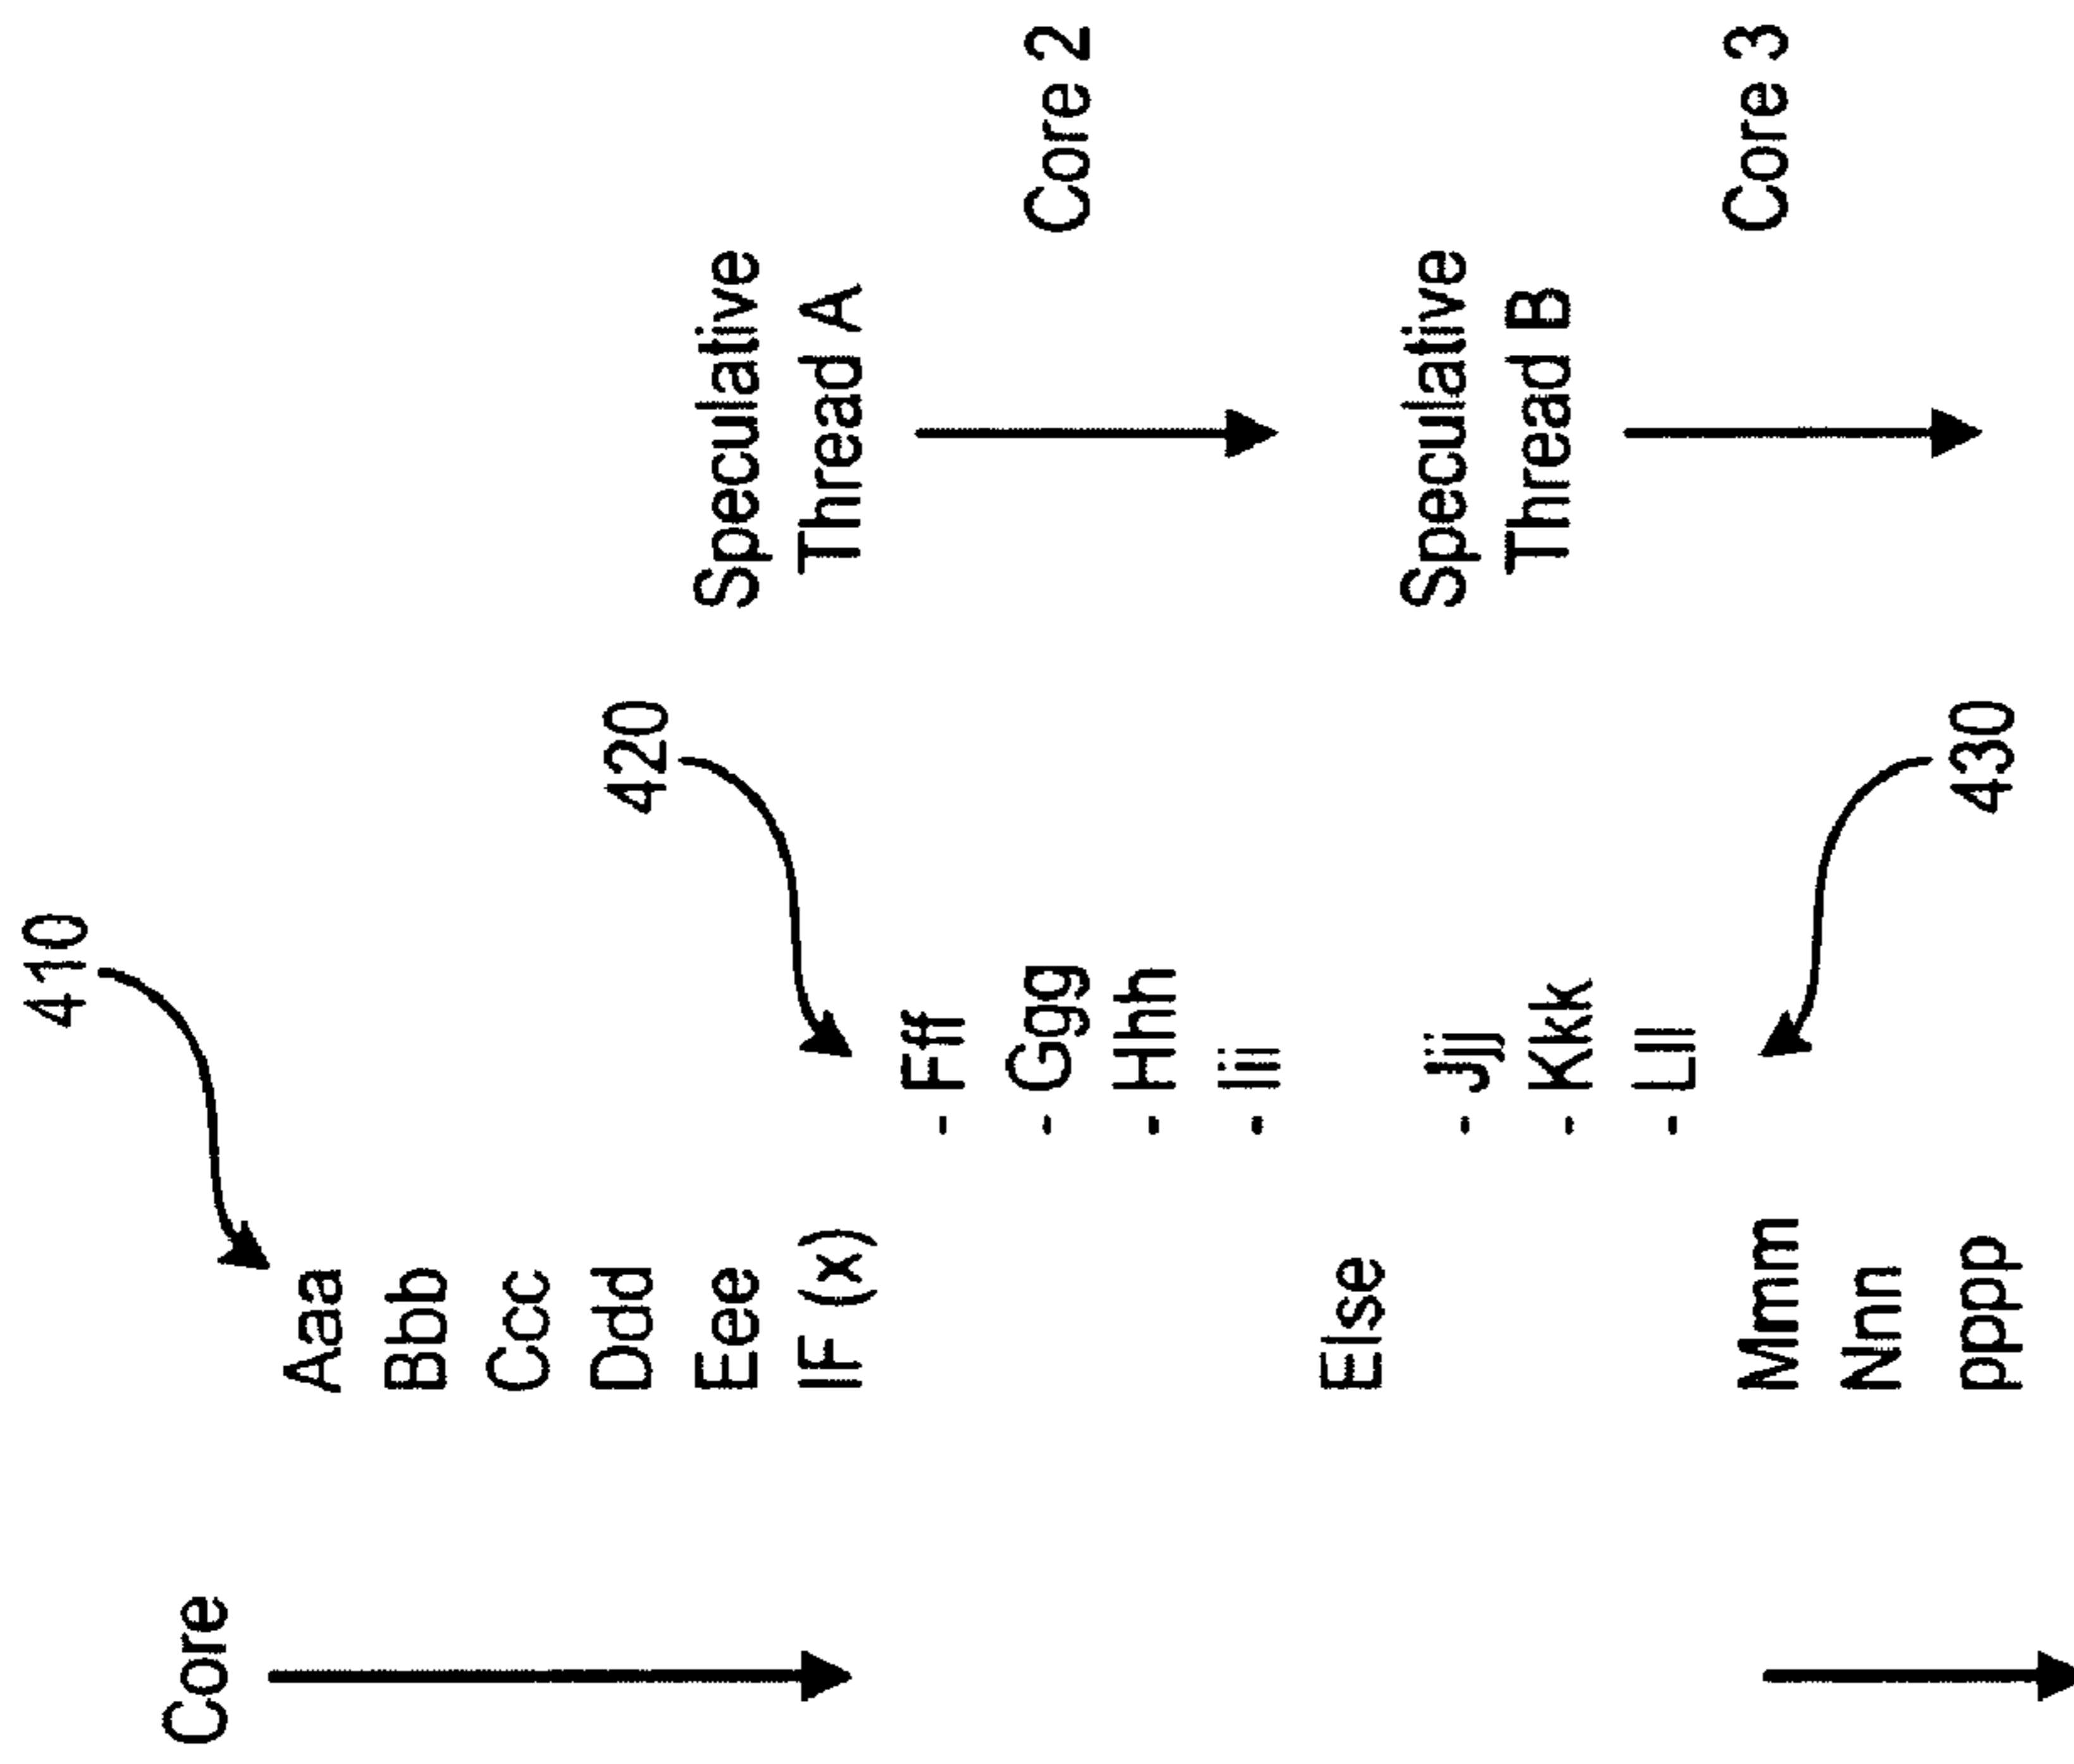 410
Core
Aaa
Bbb
Ccc
Ddd
420
Eee
IF (x)
Speculative
Thread A
- Fff
- Ggg
- Hhh
- Iii
Core 2
Else
- Jjj
- Kkk
- Lll
Speculative
Thread B
Mmm
Nnn
pppp
Core 3
430